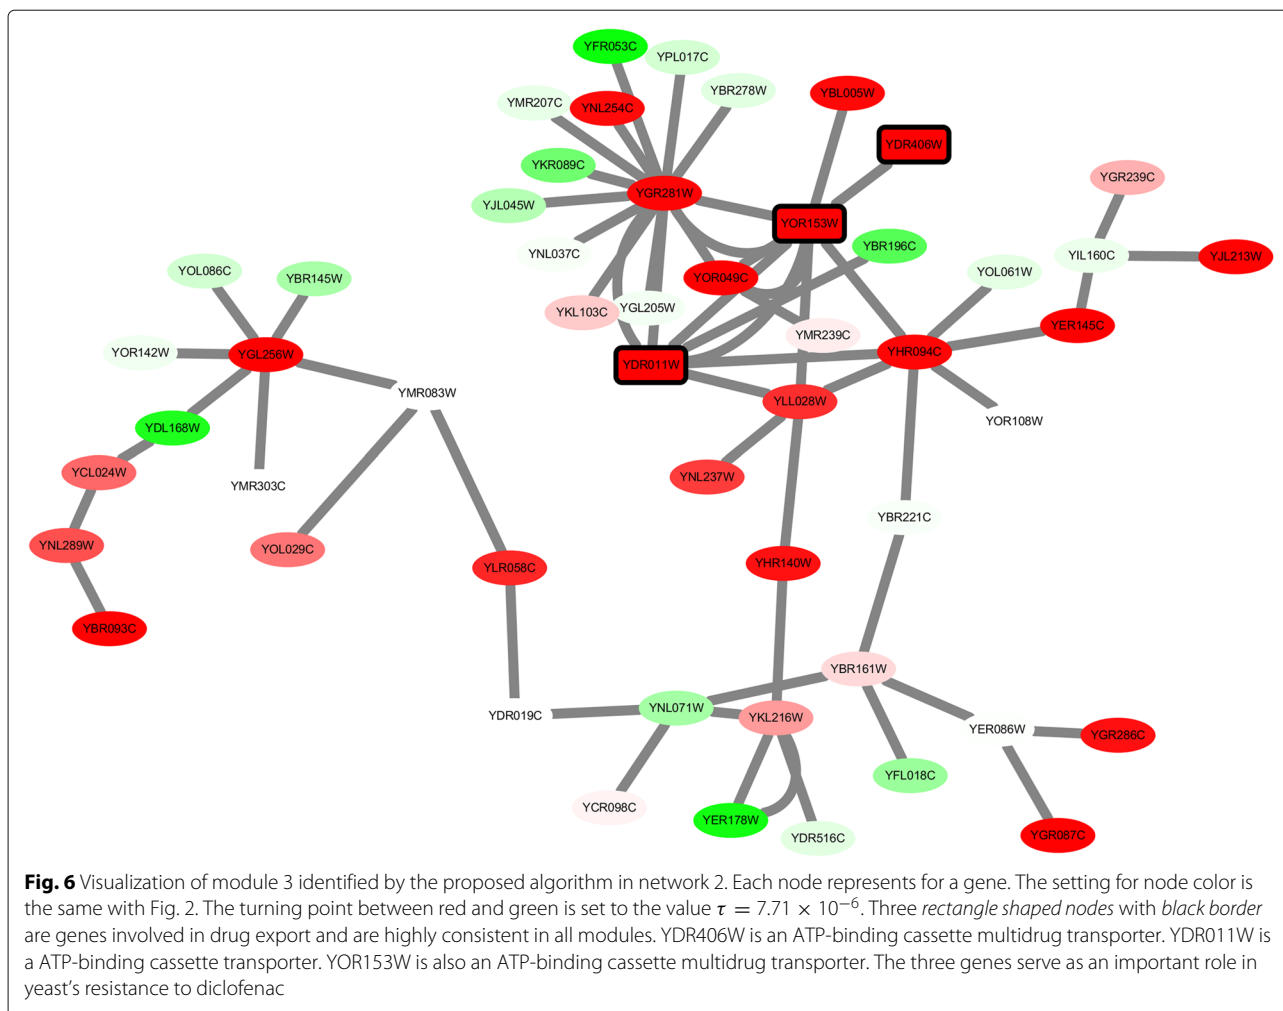 YFR053C
YPL017C
YBR278W
YBL005W
YMR207C
YNL254C
YDR406W
YKR089C
YGR239C
YGR281W
YJL045W
YOR153W
YNL037C
YBR196C
YIL160C
YJL213W
YOL086C
YBR145W
YOR049C
YOL061W
YKL103C
YGL205W
YER145C
YMR239C
YOR142W
YGL256W
YDR011W
YHR094C
YMR083W
YLL028W
YOR108W
YDL168W
YCL024W
YNL237W
YMR303C
YBR221C
YNL289W
YOL029C
YLR058C
YHR140W
YBR093C
YBR161W
YDR019C
YNL071W
YKL216W
YER086W
YGR286C
YFL018C
YCR098C
YER178W
YDR516C
YGR087C
Fig. 6 Visualization of module 3 identified by the proposed algorithm in network 2. Each node represents for a gene. The setting for node color is
the same with Fig. 2. The turning point between red and green is set to the value τ = 7.71 × 10−6. Three rectangle shaped nodes with black border
are genes involved in drug export and are highly consistent in all modules. YDR406W is an ATP-binding cassette multidrug transporter. YDR011W is
a ATP-binding cassette transporter. YOR153W is also an ATP-binding cassette multidrug transporter. The three genes serve as an important role in
yeast's resistance to diclofenac